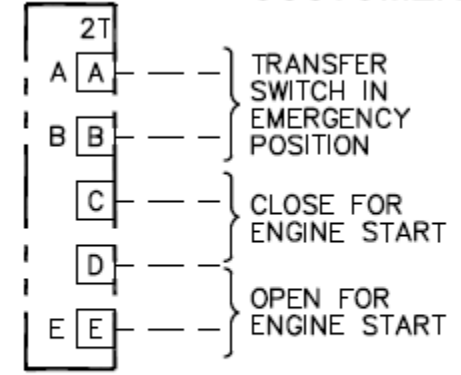 2T
A A TRANSFER
SWITCH IN
B B EMERGENCY
POSITION
C CLOSE FOR
ENGINE START
D
OPEN FOR
E E ENGINE START